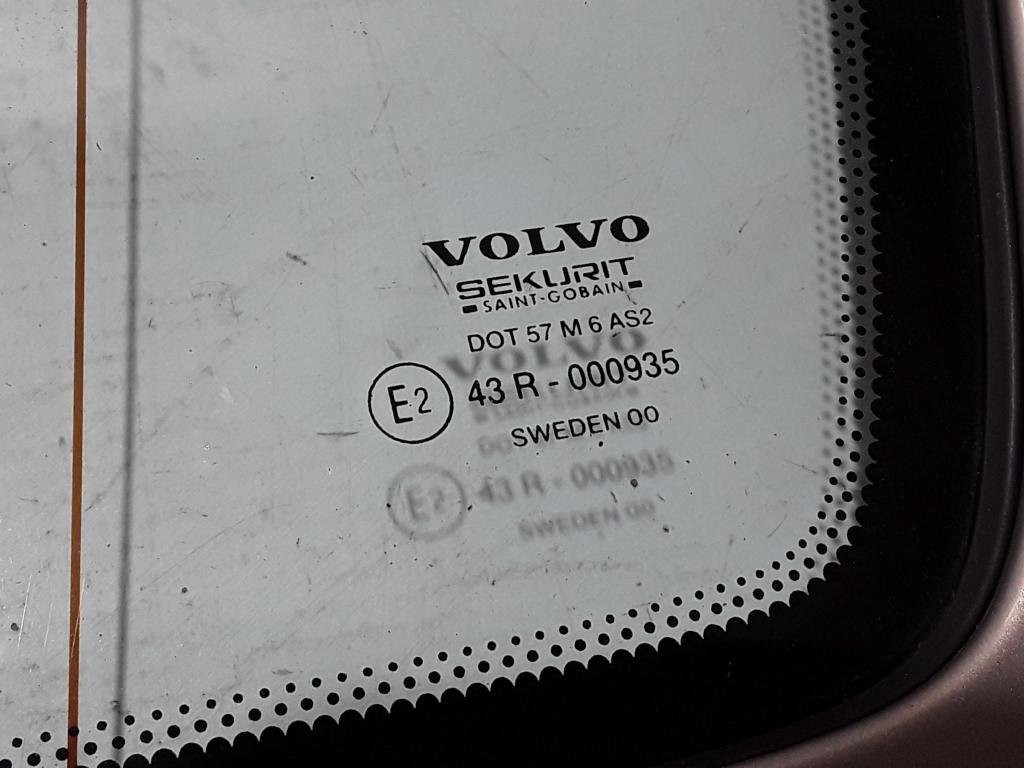 VOLVO
SEKURIT
SAINT-GOBAIN
DOT 57 M 6 AS2
E2 43 R - 000935
SWEDEN 00